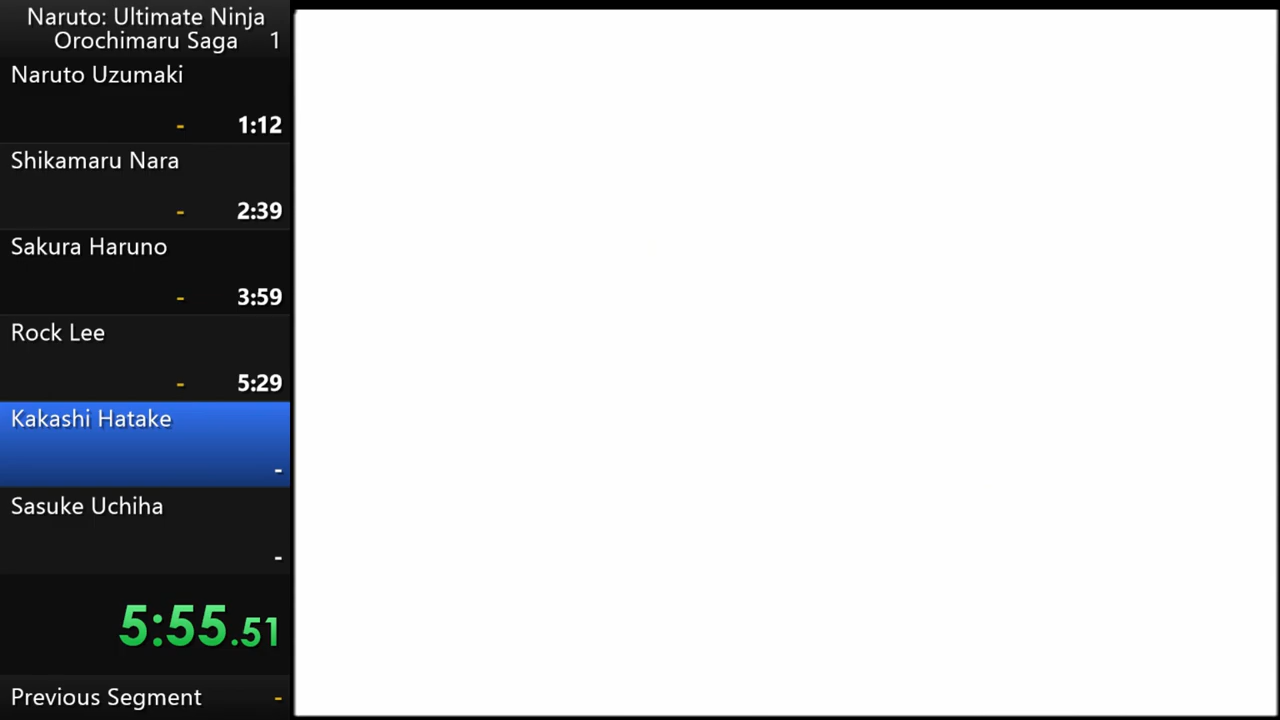 Naruto: Ultimate Ninja
Orochimaru Saga 1
Naruto Uzumaki
- 1:12
Shikamaru Nara
- 2:39
Sakura Haruno
- 3:59
Rock Lee
- 5:29
Kakashi Hatake
-
Sasuke Uchiha
-
5:55.51
Previous Segment -